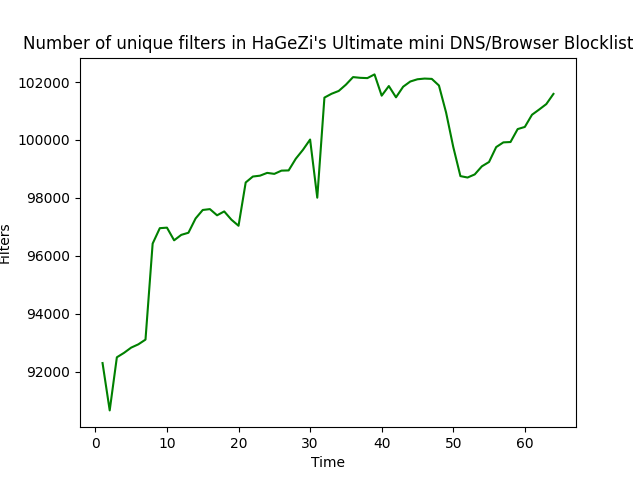 Number of unique filters in HaGeZi's Ultimate mini DNS/Browser Blocklist
102000
100000
98000
96000
94000
92000
Filters
0 10 20 30 40 50 60
Time